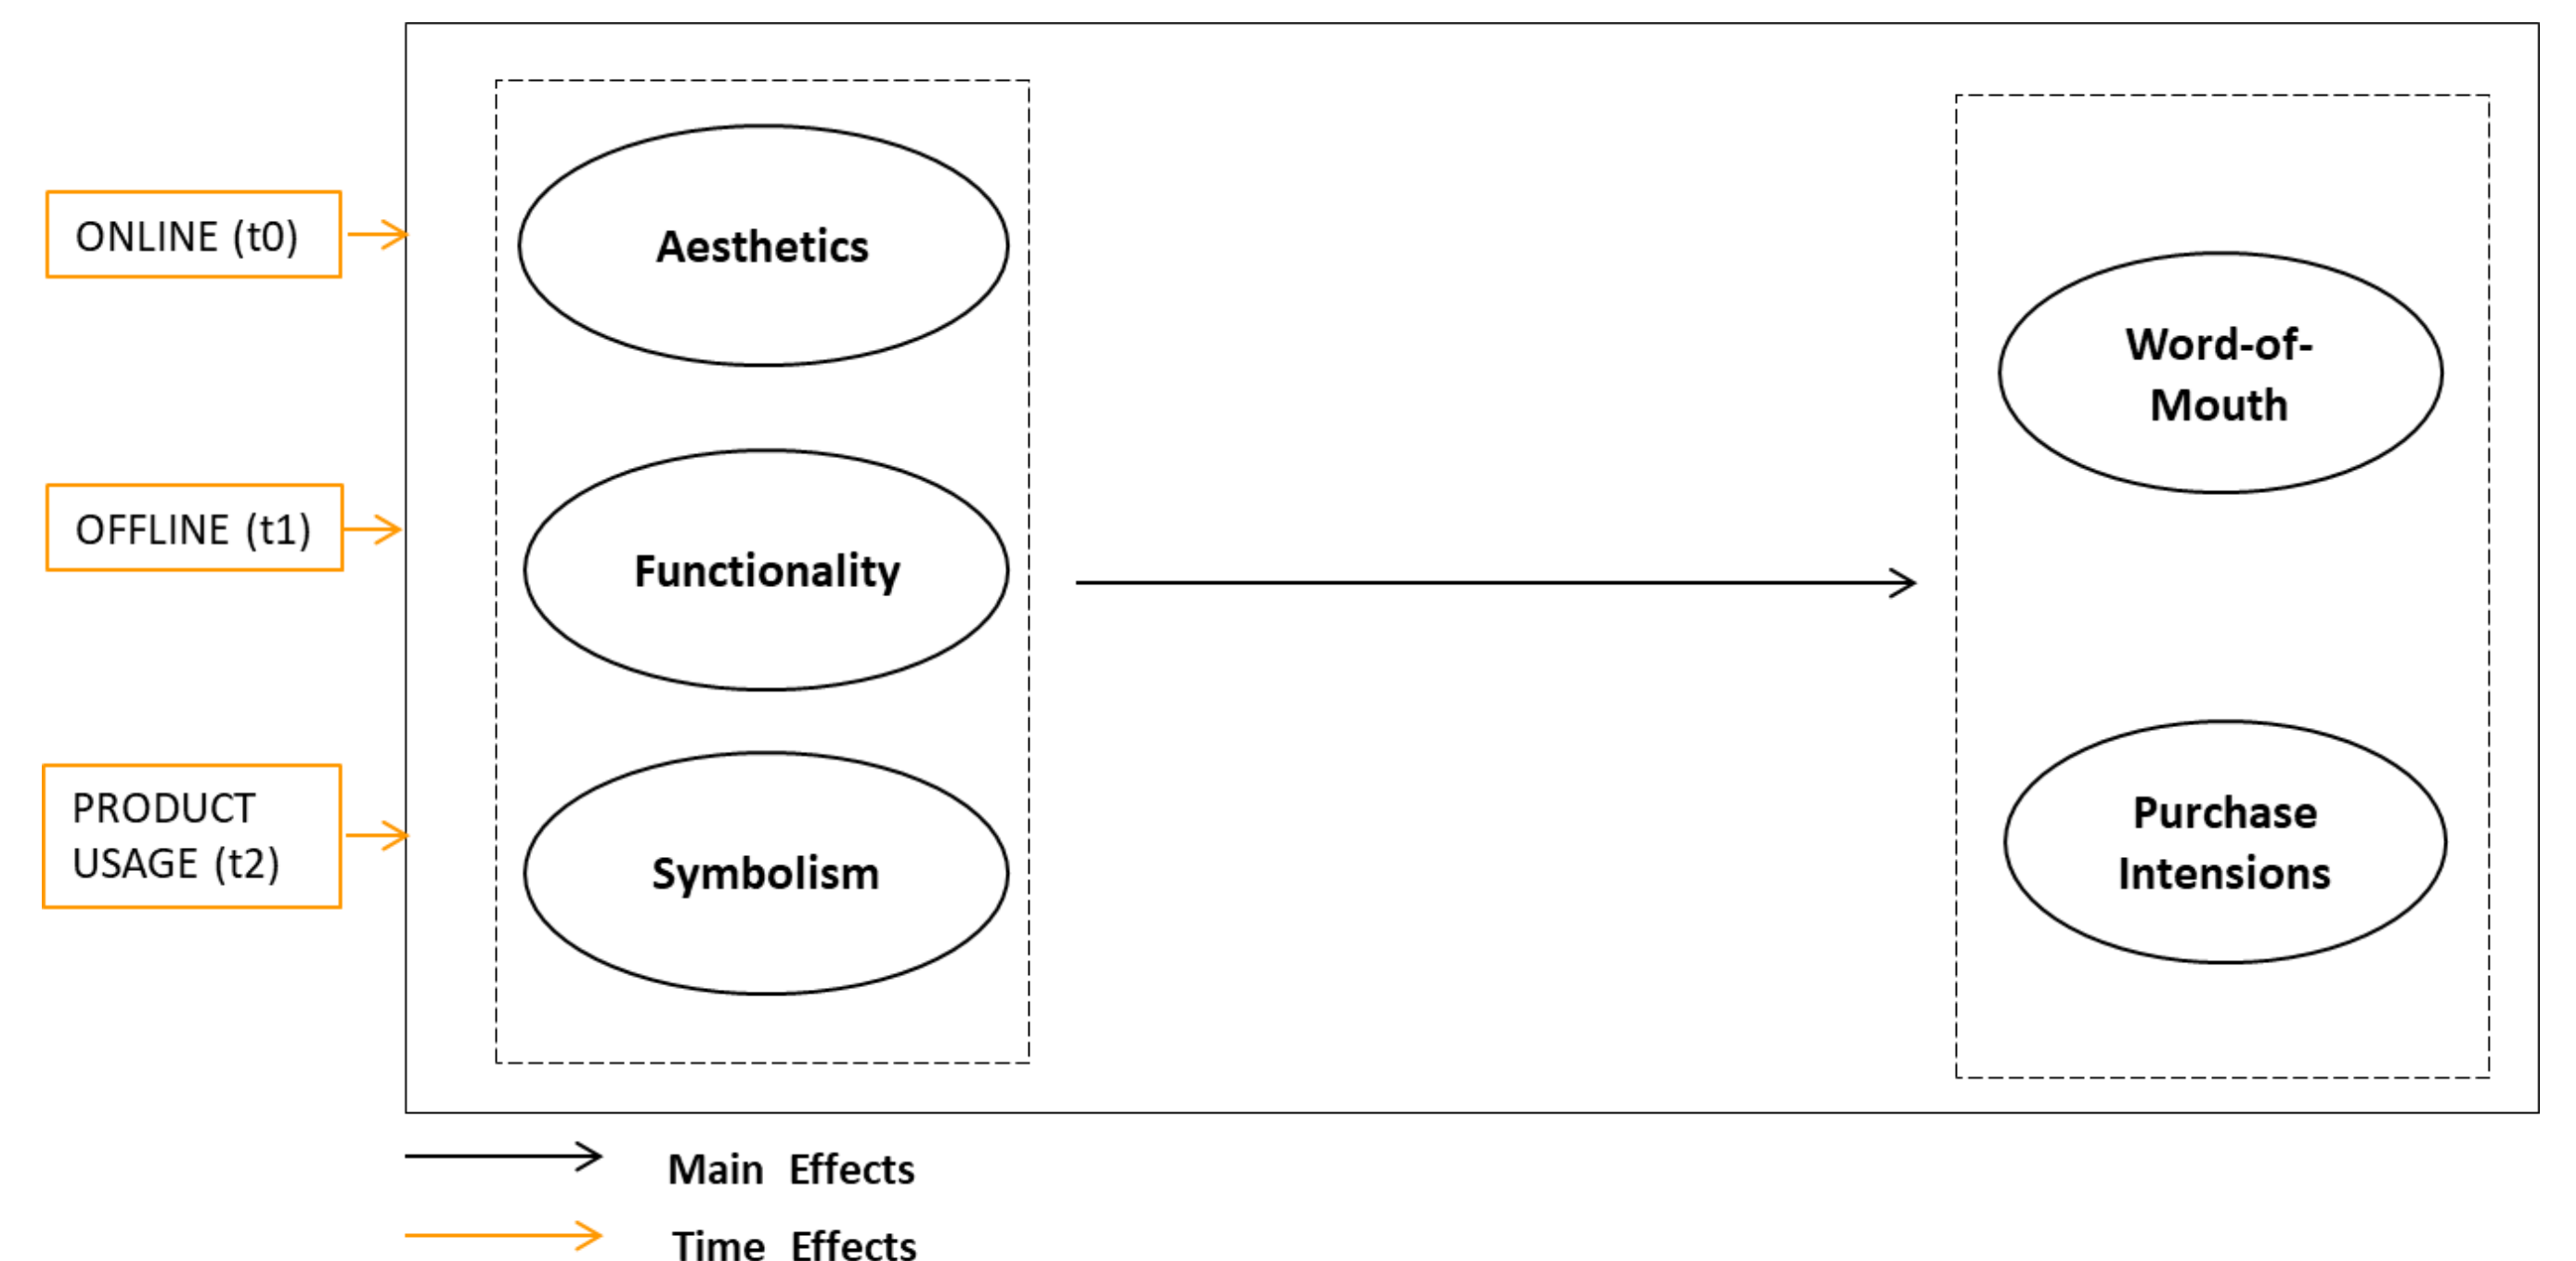 ONLINE (t0)
OFFLINE (t1)
PRODUCT
USAGE (t2)
Aesthetics
Functionality
Symbolism
Word-of-
Mouth
Purchase
Intensions
Main Effects
Time Effects